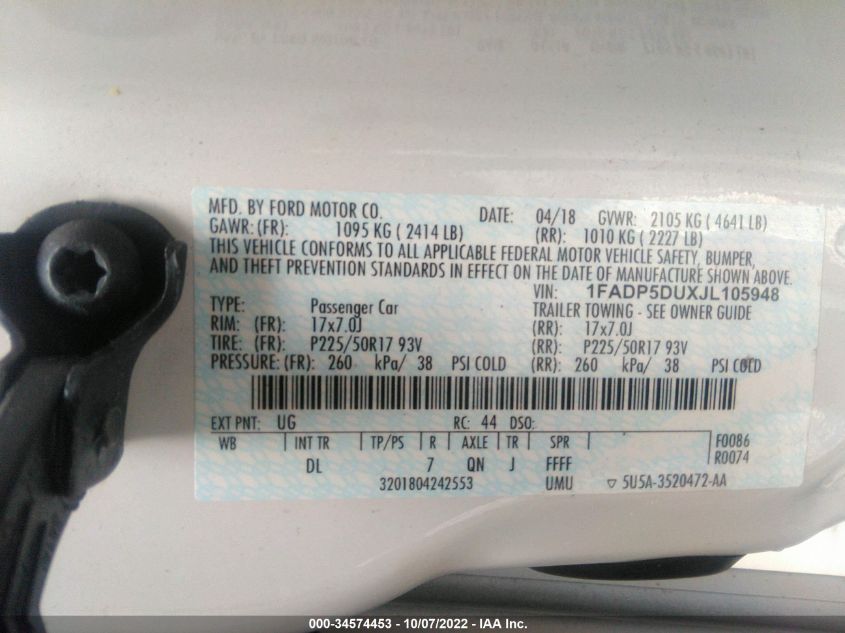 MFD. BY FORD MOTOR CO. DATE: 04/18 GVWR: 2105 KG ( 4641 LB)
GAWR: (FR): 1095 KG ( 2414 LB) (RR): 1010 KG ( 2227 LB)
THIS VEHICLE CONFORMS TO ALL APPLICABLE FEDERAL MOTOR VEHICLE SAFETY, BUMPER,
AND THEFT PREVENTION STANDARDS IN EFFECT ON THE DATE OF MANUFACTURE SHOWN ABOVE.
VIN: 1FADP5DUXJL105948
TYPE: Passenger Car TRAILER TOWING - SEE OWNER GUIDE
RIM: (FR): 17x7.0J (RR): 17x7.0J
TIRE: (FR): P225/50R17 93V (RR): P225/50R17 93V
PRESSURE: (FR): 260 kPa/ 38 PSI COLD (RR): 260 kPa/ 38 PSI COLD
EXT PNT: UG RC: 44 DSO:
WB INT TR TP/PS R AXLE TR SPR F0086
DL 7 QN J FFFF R0074
3201804242553 UMU ▽ 5U5A-3520472-AA
000-34574453 - 10/07/2022 - IAA Inc.